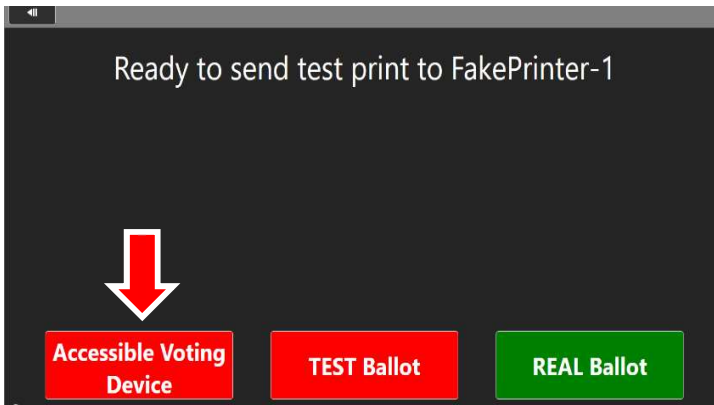 Ready to send test print to FakePrinter-1
Accessible Voting
Device
TEST Ballot
REAL Ballot